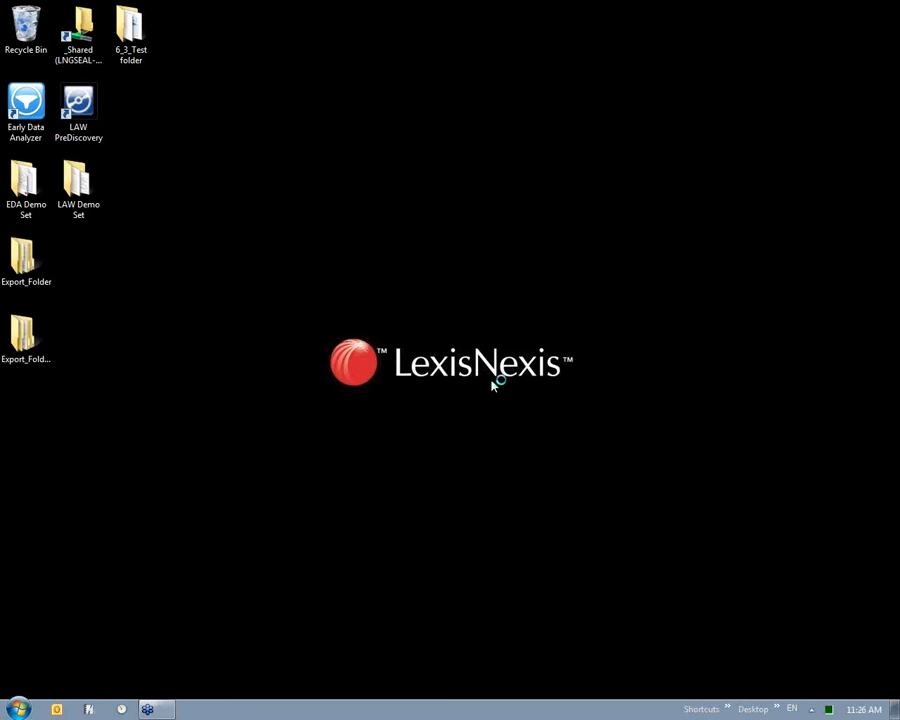 Recycle Bin
_Shared
(LNGSEAL-...
6_3_Test
folder
Early Data
Analyzer
LAW
PreDiscovery
EDA Demo
Set
LAW Demo
Set
Export_Folder
Export_Fold...
™ LexisNexis™
Shortcuts » Desktop » EN 11:26 AM